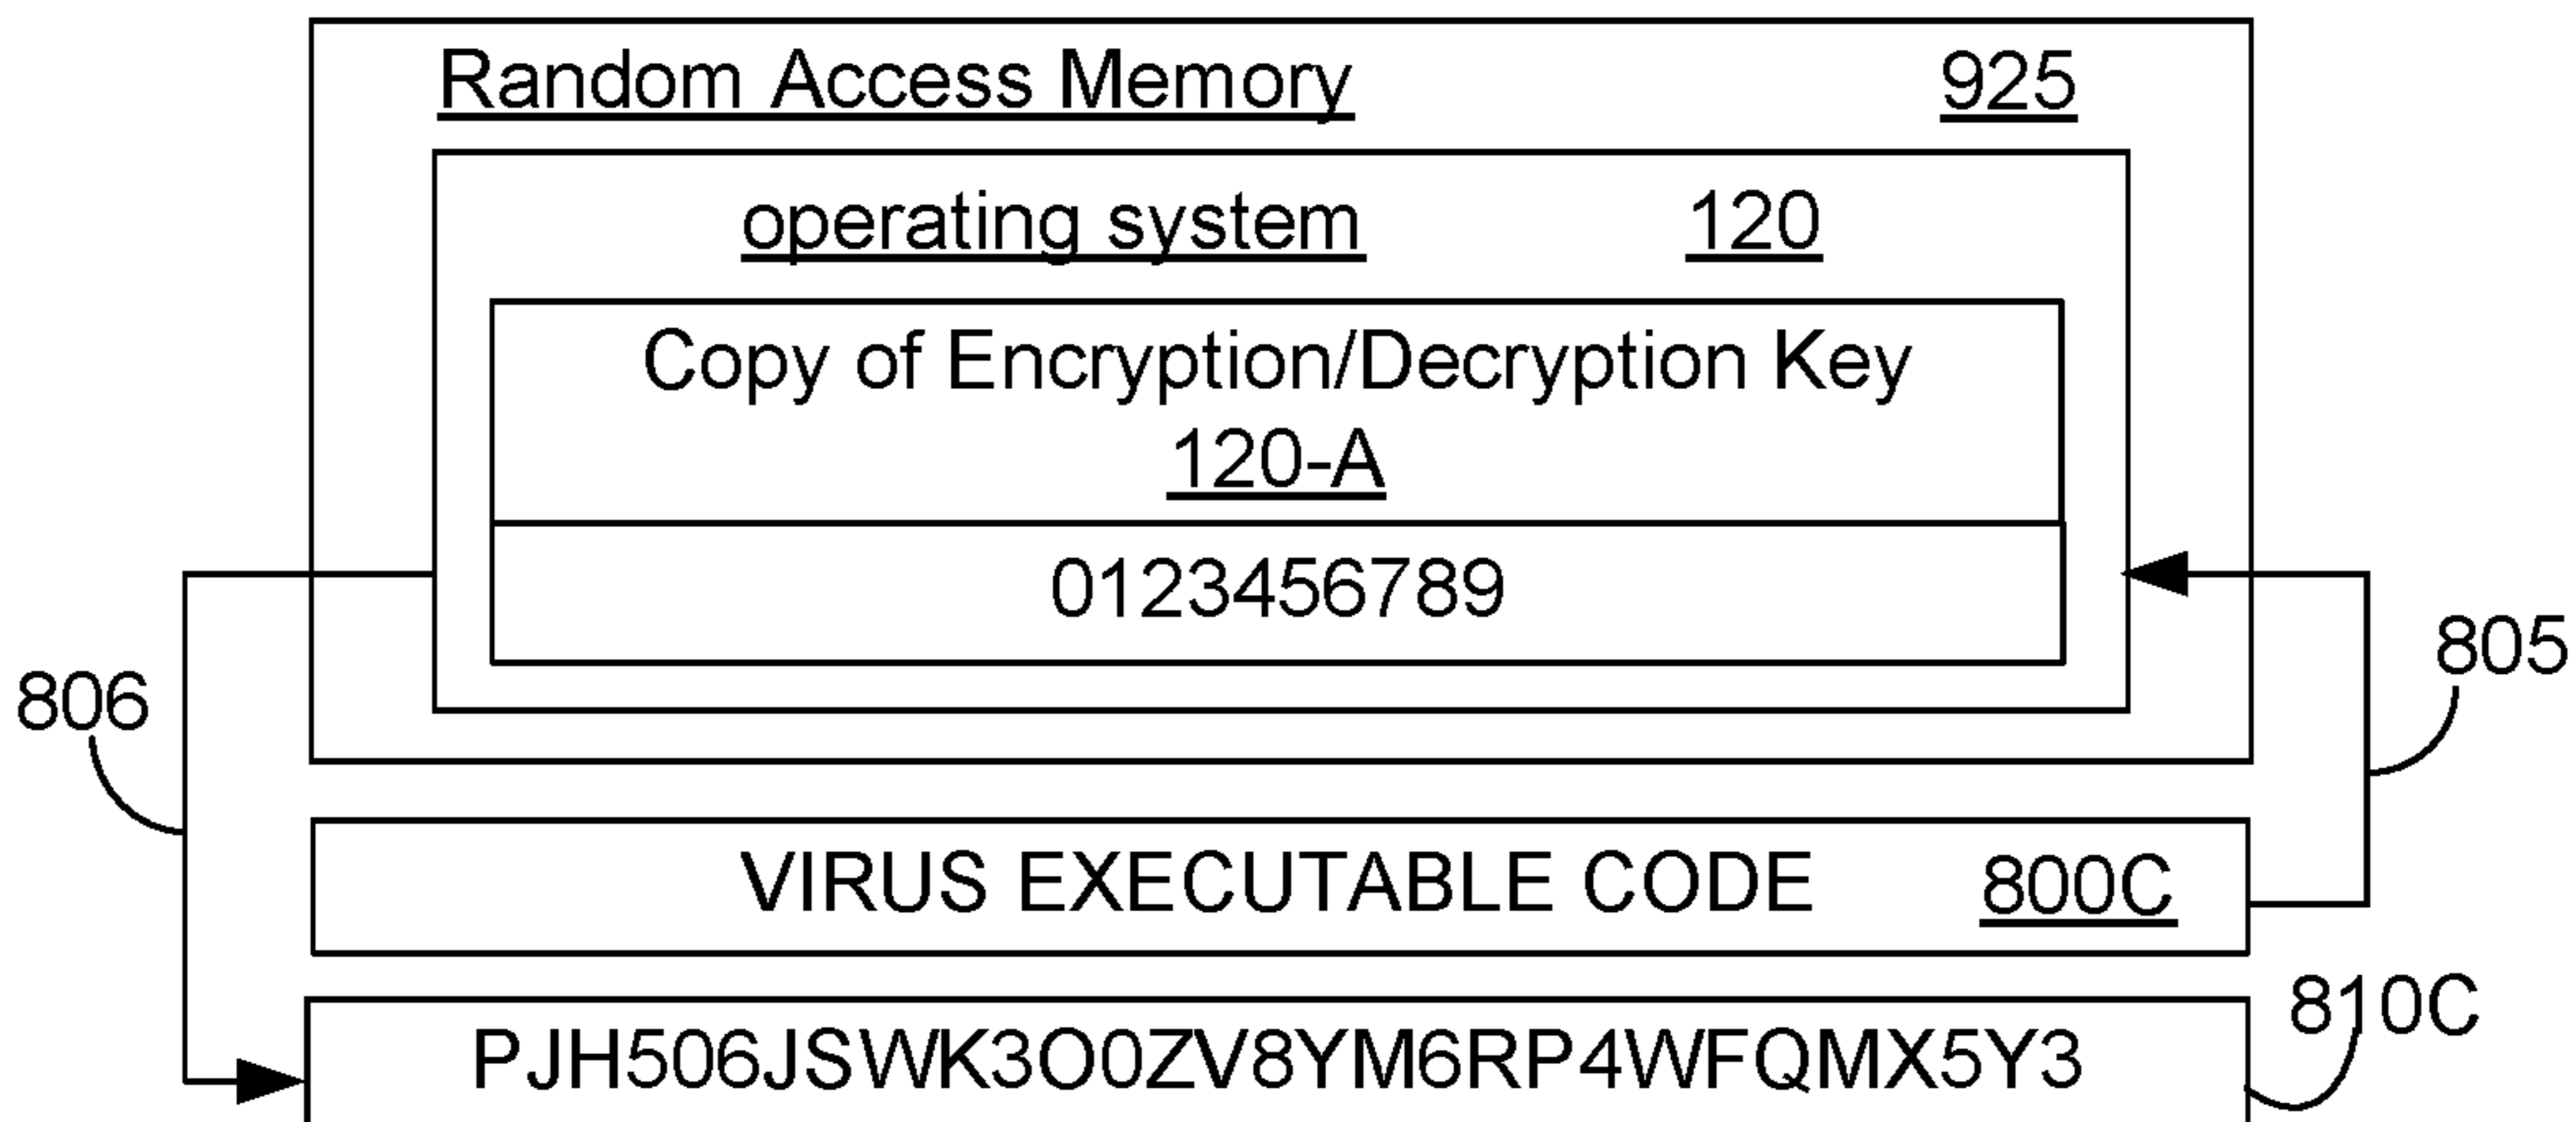 Random Access Memory 925
operating system 120
Copy of Encryption/Decryption Key
120-A
0123456789
806
805
VIRUS EXECUTABLE CODE 800C
810C
PJH506JSWK3O0ZV8YM6RP4WFQMX5Y3